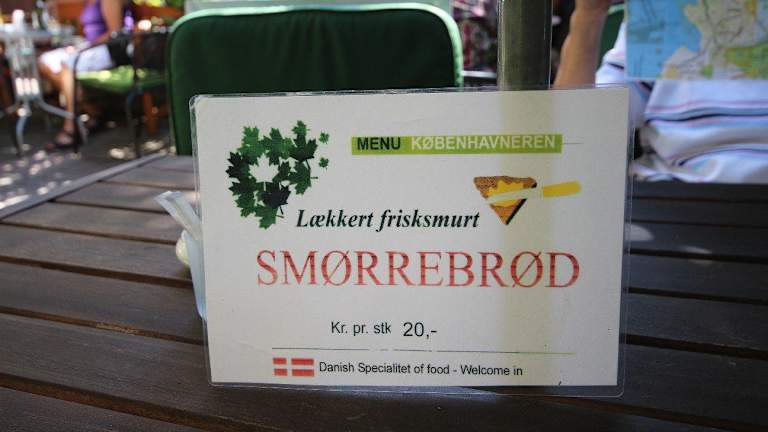 MENU KØBENHAVNEREN
Lækkert frisksmurt
SMØRREBRØD
Kr. pr. stk 20,-
Danish Specialitet of food - Welcome in